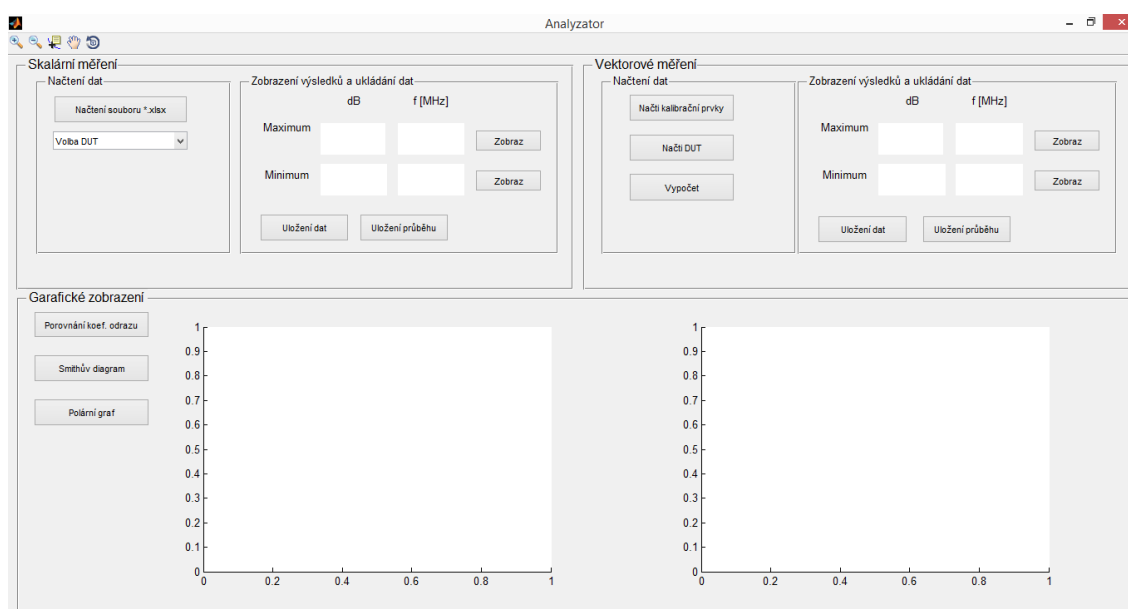 Analyzator
Skalární měření
Načtení dat
Načtení souboru *.xlsx
Volba DUT
Zobrazení výsledků a ukládání dat
dB f [MHz]
Maximum
Zobraz
Minimum
Zobraz
Uložení dat Uložení průběhu
Vektorové měření
Načtení dat
Načti kalibrační prvky
Načti DUT
Vypočet
Zobrazení výsledků a ukládání dat
dB f [MHz]
Maximum
Zobraz
Minimum
Zobraz
Uložení dat Uložení průběhu
Garafické zobrazení
Porovnání koef. odrazu
Smithův diagram
Polární graf
1
0.9
0.8
0.7
0.6
0.5
0.4
0.3
0.2
0.1
0
0 0.2 0.4 0.6 0.8 1
1
0.9
0.8
0.7
0.6
0.5
0.4
0.3
0.2
0.1
0
0 0.2 0.4 0.6 0.8 1